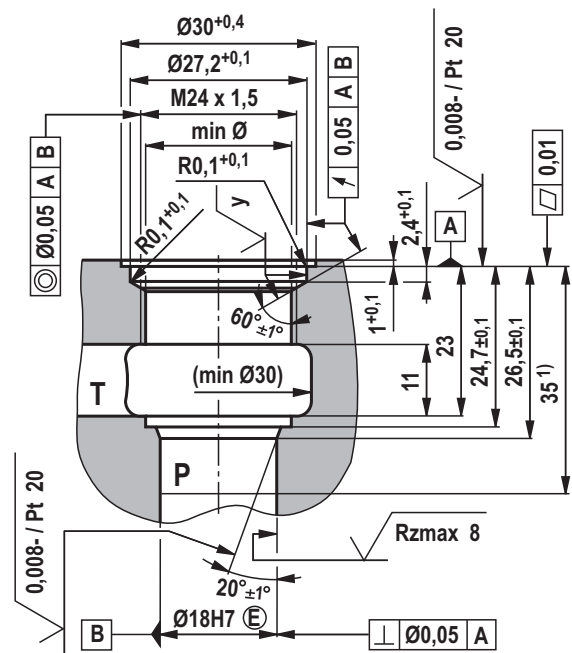 Ø30+0,4
Ø27,2+0,1
M24 x 1,5
min Ø
R0,1+0,1
R0,1+0,1
y
Ø0,05 A B
0,05 A B
0,008- / Pt 20
0,01
A
2,4+0,1
1+0,1
60°±1°
T
(min Ø30)
11
23
24,7±0,1
26,5±0,1
35 1)
P
0,008- / Pt 20
Rzmax 8
20°±1°
Ø18H7 E
B
Ø0,05 A